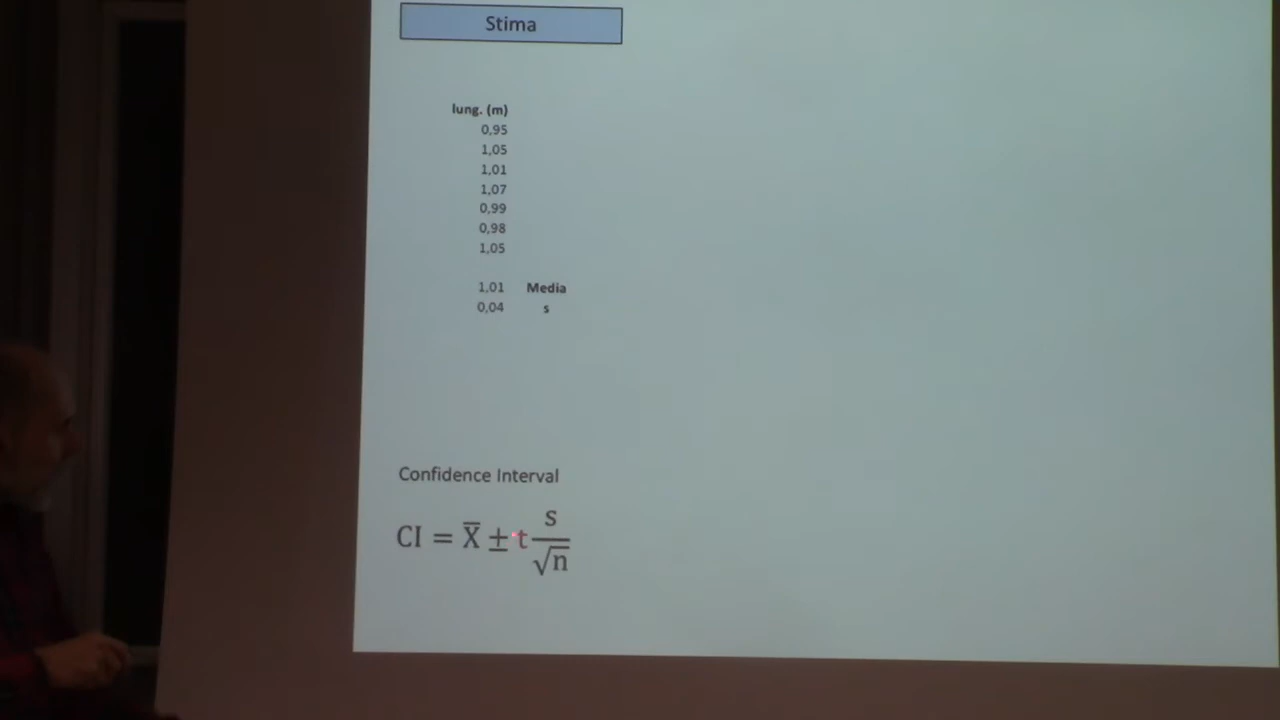 Stima
lung. (m)
0,95
1,05
1,01
1,07
0,99
0,98
1,05
1,01 Media
0,04 s
Confidence Interval
CI = X̅ ± t s/√n